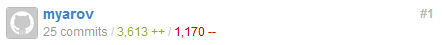 myarov #1
25 commits / 3,613 ++ / 1,170 --